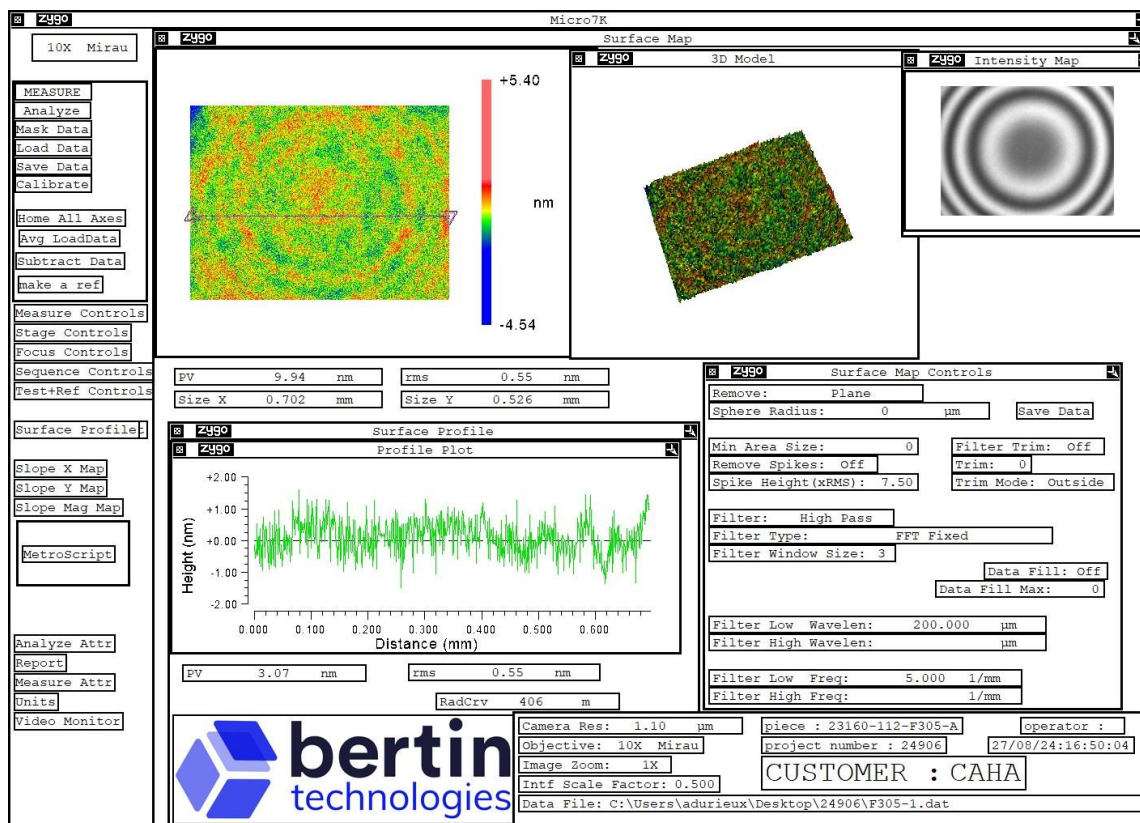 zygo Micro7K
10X Mirau
MEASURE
Analyze
Mask Data
Load Data
Save Data
Calibrate
Home All Axes
Avg LoadData
Subtract Data
make a ref
Measure Controls
Stage Controls
Focus Controls
Sequence Controls
Test+Ref Controls
Surface Profile
Slope X Map
Slope Y Map
Slope Mag Map
MetroScript
Analyze Attr
Report
Measure Attr
Units
Video Monitor
zygo Surface Map
+5.40
nm
-4.54
zygo 3D Model
zygo Intensity Map
PV 9.94 nm rms 0.55 nm
Size X 0.702 mm Size Y 0.526 mm
zygo Surface Profile
zygo Profile Plot
+2.00
+1.00
+0.00
-1.00
-2.00
Height (nm)
0.000 0.100 0.200 0.300 0.400 0.500 0.600
Distance (mm)
PV 3.07 nm rms 0.55 nm
RadCrv 406 m
zygo Surface Map Controls
Remove: Plane
Sphere Radius: 0 µm Save Data
Min Area Size: 0 Filter Trim: Off
Remove Spikes: Off Trim: 0
Spike Height(xRMS): 7.50 Trim Mode: Outside
Filter: High Pass
Filter Type: FFT Fixed
Filter Window Size: 3
Data Fill: Off
Data Fill Max: 0
Filter Low Wavelen: 200.000 µm
Filter High Wavelen: µm
Filter Low Freq: 5.000 1/mm
Filter High Freq: 1/mm
bertin
technologies
Camera Res: 1.10 µm piece : 23160-112-F305-A operator :
Objective: 10X Mirau project number : 24906 27/08/24:16:50:04
Image Zoom: 1X CUSTOMER : CAHA
Intf Scale Factor: 0.500
Data File: C:\Users\adurieux\Desktop\24906\F305-1.dat